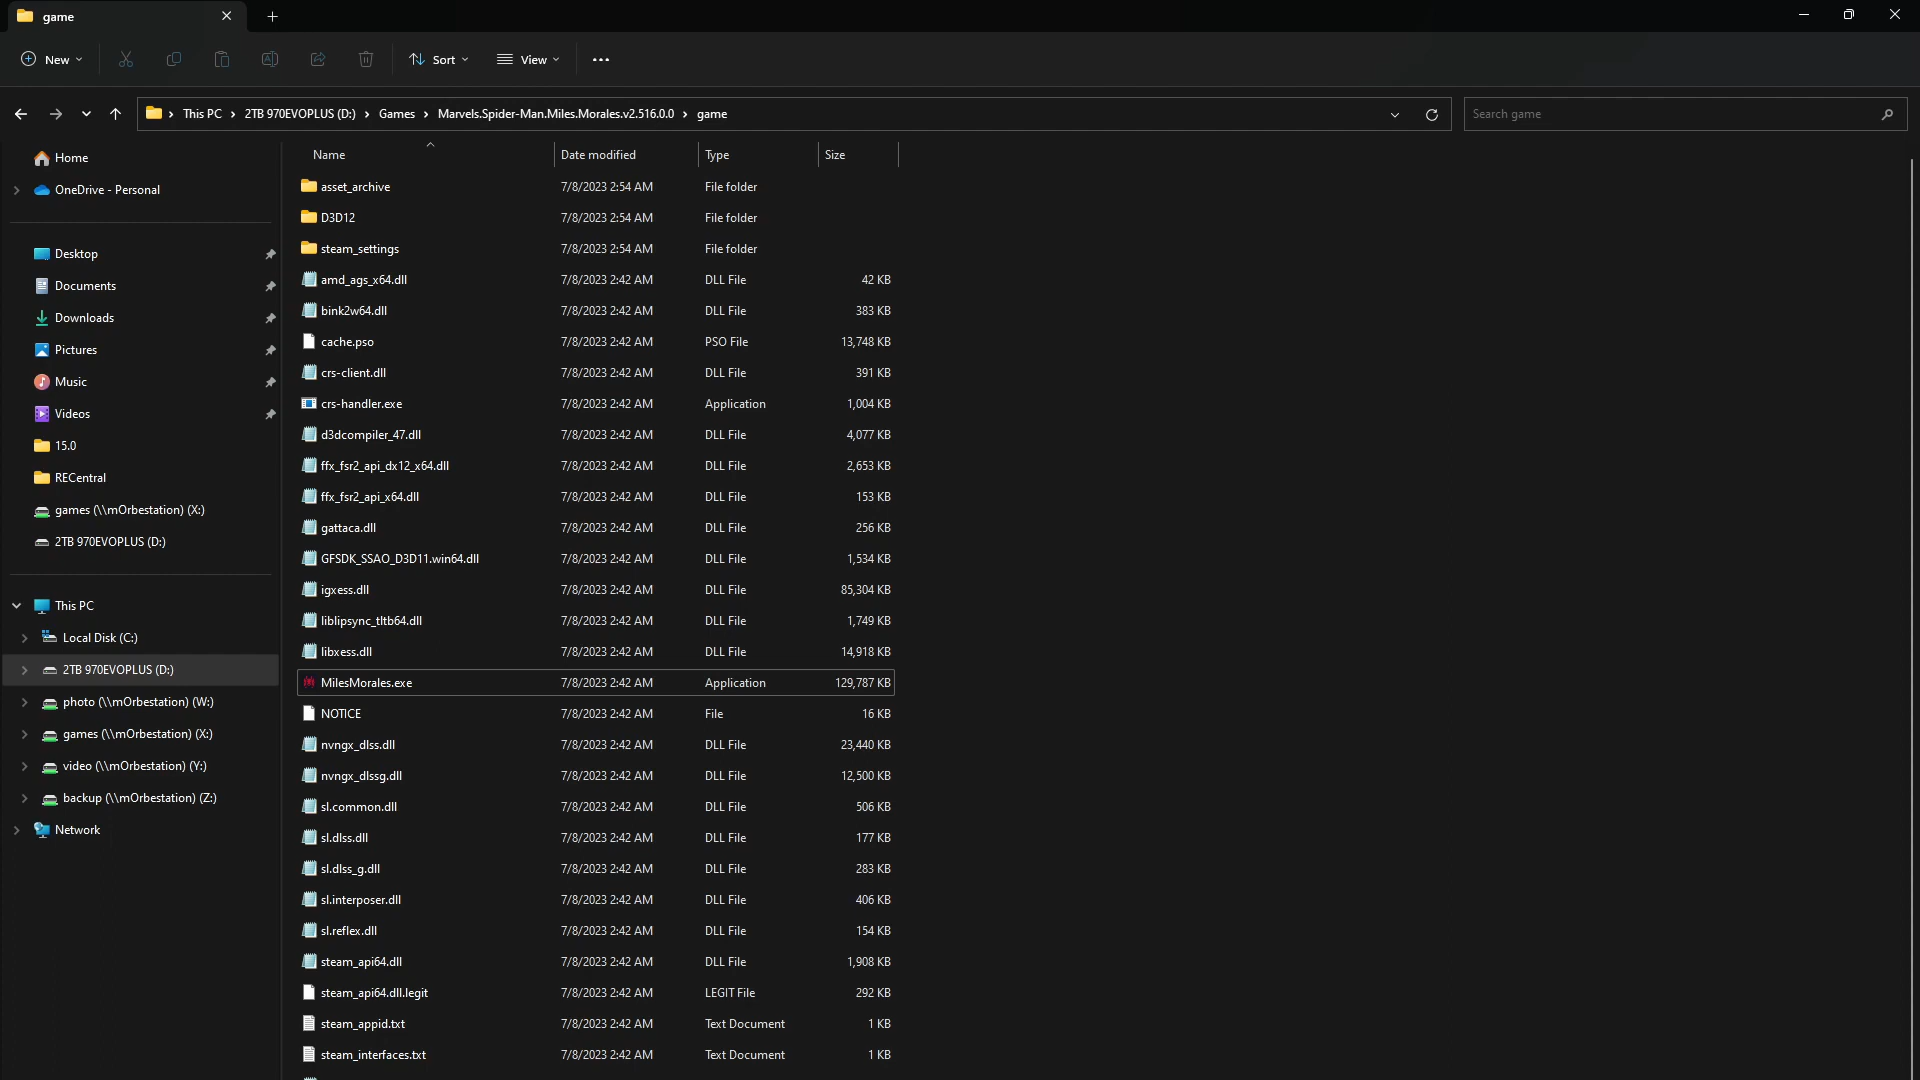 game
New
Sort
View
This PC
2TB 970EVOPLUS (D:)
Games
Marvels.Spider-Man.Miles.Morales.v2.516.0.0
game
Search game
Home
OneDrive - Personal
Desktop
Documents
Downloads
Pictures
Music
Videos
15.0
RECentral
games (\\mOrbestation) (X:)
2TB 970EVOPLUS (D:)
This PC
Local Disk (C:)
2TB 970EVOPLUS (D:)
photo (\\mOrbestation) (W:)
games (\\mOrbestation) (X:)
video (\\mOrbestation) (Y:)
backup (\\mOrbestation) (Z:)
Network
Name Date modified Type Size
asset_archive 7/8/2023 2:54 AM File folder
D3D12 7/8/2023 2:54 AM File folder
steam_settings 7/8/2023 2:54 AM File folder
amd_ags_x64.dll 7/8/2023 2:42 AM DLL File 42 KB
bink2w64.dll 7/8/2023 2:42 AM DLL File 383 KB
cache.pso 7/8/2023 2:42 AM PSO File 13,748 KB
crs-client.dll 7/8/2023 2:42 AM DLL File 391 KB
crs-handler.exe 7/8/2023 2:42 AM Application 1,004 KB
d3dcompiler_47.dll 7/8/2023 2:42 AM DLL File 4,077 KB
ffx_fsr2_api_dx12_x64.dll 7/8/2023 2:42 AM DLL File 2,653 KB
ffx_fsr2_api_x64.dll 7/8/2023 2:42 AM DLL File 153 KB
gattaca.dll 7/8/2023 2:42 AM DLL File 256 KB
GFSDK_SSAO_D3D11.win64.dll 7/8/2023 2:42 AM DLL File 1,534 KB
igxess.dll 7/8/2023 2:42 AM DLL File 85,304 KB
liblipsync_tltb64.dll 7/8/2023 2:42 AM DLL File 1,749 KB
libxess.dll 7/8/2023 2:42 AM DLL File 14,918 KB
MilesMorales.exe 7/8/2023 2:42 AM Application 129,787 KB
NOTICE 7/8/2023 2:42 AM File 16 KB
nvngx_dlss.dll 7/8/2023 2:42 AM DLL File 23,440 KB
nvngx_dlssg.dll 7/8/2023 2:42 AM DLL File 12,500 KB
sl.common.dll 7/8/2023 2:42 AM DLL File 506 KB
sl.dlss.dll 7/8/2023 2:42 AM DLL File 177 KB
sl.dlss_g.dll 7/8/2023 2:42 AM DLL File 283 KB
sl.interposer.dll 7/8/2023 2:42 AM DLL File 406 KB
sl.reflex.dll 7/8/2023 2:42 AM DLL File 154 KB
steam_api64.dll 7/8/2023 2:42 AM DLL File 1,908 KB
steam_api64.dll.legit 7/8/2023 2:42 AM LEGIT File 292 KB
steam_appid.txt 7/8/2023 2:42 AM Text Document 1 KB
steam_interfaces.txt 7/8/2023 2:42 AM Text Document 1 KB